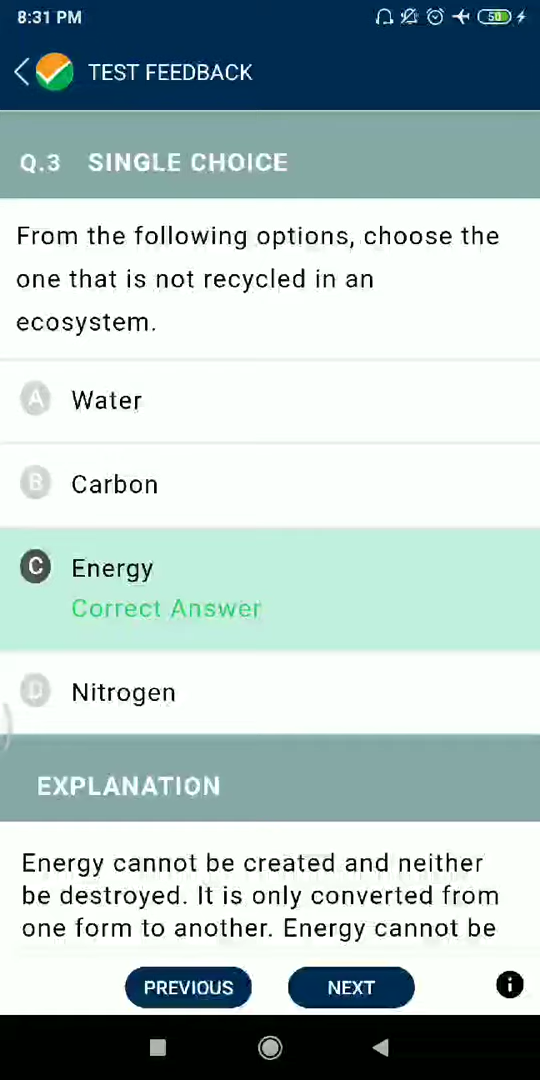 8:31 PM
50
TEST FEEDBACK
Q.3 SINGLE CHOICE
From the following options, choose the
one that is not recycled in an
ecosystem.
A Water
B Carbon
C Energy
Correct Answer
D Nitrogen
EXPLANATION
Energy cannot be created and neither
be destroyed. It is only converted from
one form to another. Energy cannot be
PREVIOUS NEXT